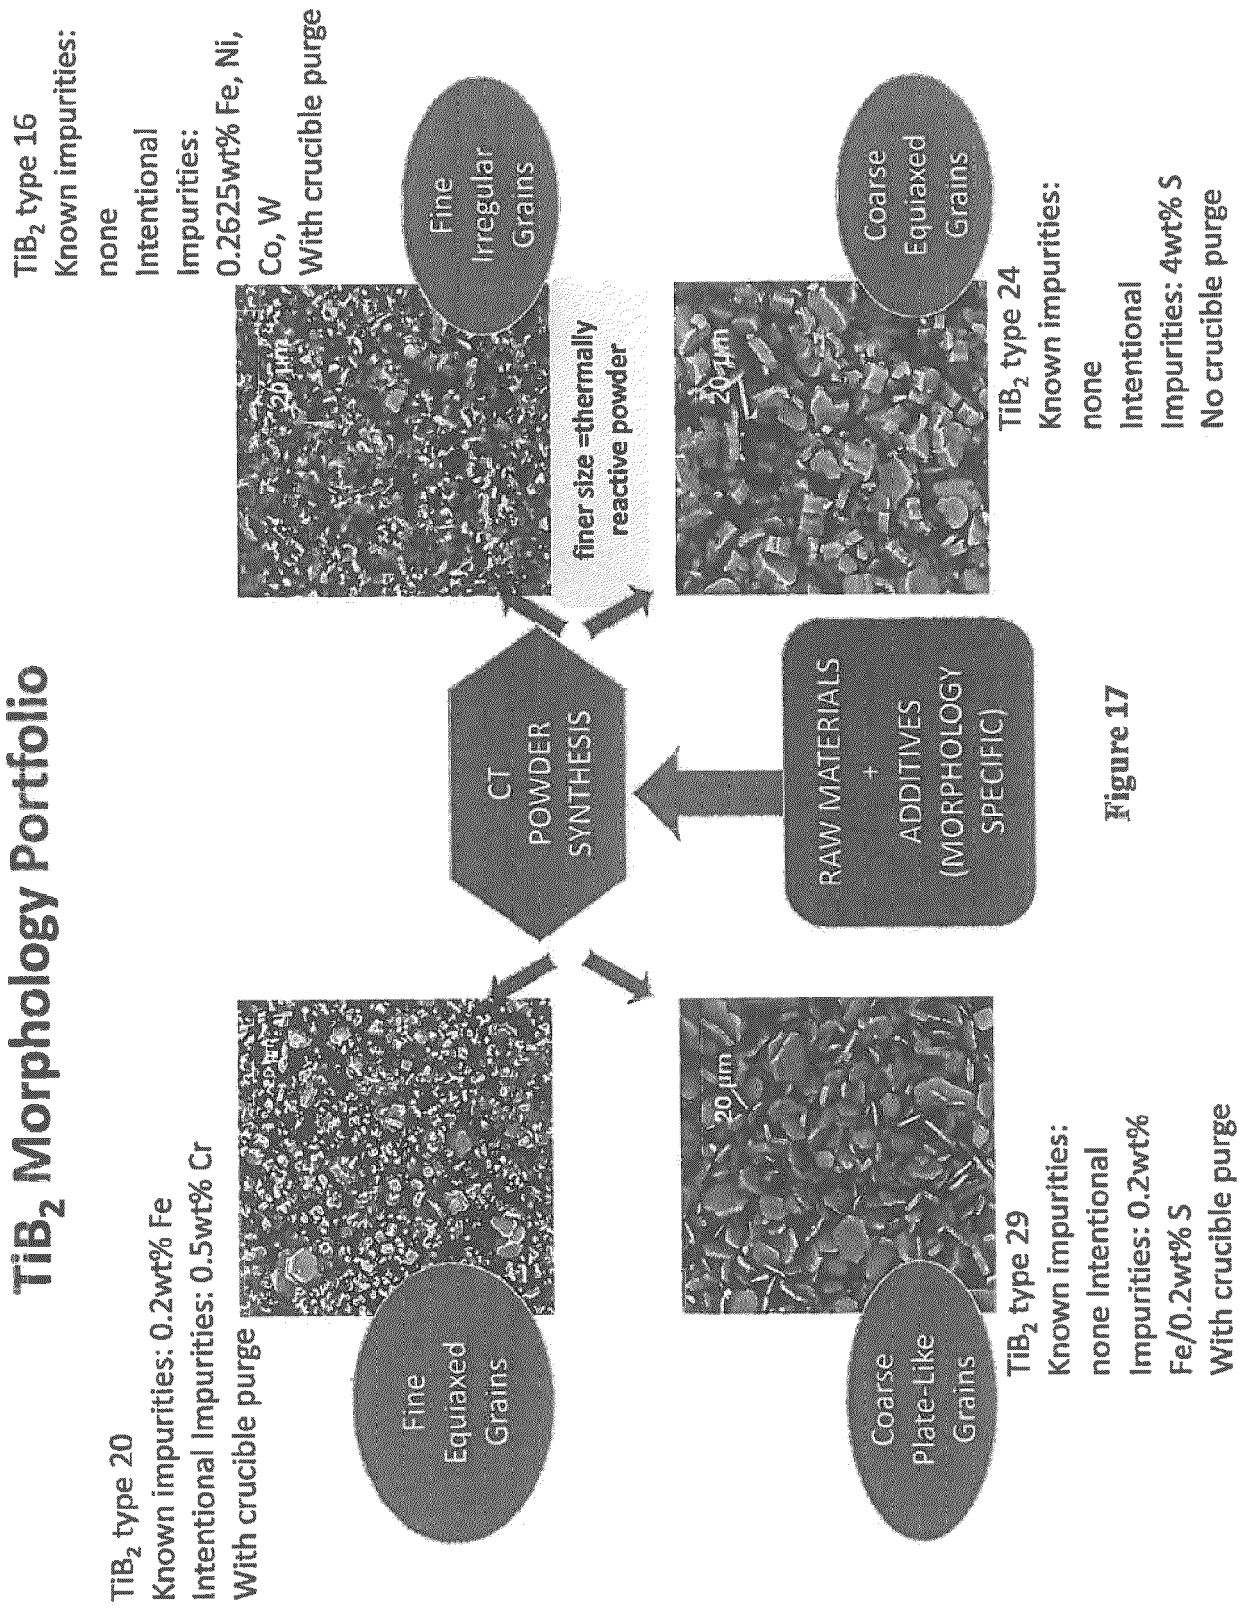 TiB₂ Morphology Portfolio
TiB₂ type 20
Known impurities: 0.2wt% Fe
Intentional Impurities: 0.5wt% Cr
With crucible purge
Fine
Equiaxed
Grains
20 µm
TiB₂ type 16
Known impurities:
none
Intentional
Impurities:
0.2625wt% Fe, Ni,
Co, W
With crucible purge
20 µm
Fine
Irregular
Grains
finer size =thermally
reactive powder
CT
POWDER
SYNTHESIS
RAW MATERIALS
+
ADDITIVES
(MORPHOLOGY
SPECIFIC)
20 µm
Coarse
Plate-Like
Grains
TiB₂ type 29
Known impurities:
none Intentional
Impurities: 0.2wt%
Fe/0.2wt% S
With crucible purge
20 µm
Coarse
Equiaxed
Grains
TiB₂ type 24
Known impurities:
none
Intentional
Impurities: 4wt% S
No crucible purge
Figure 17